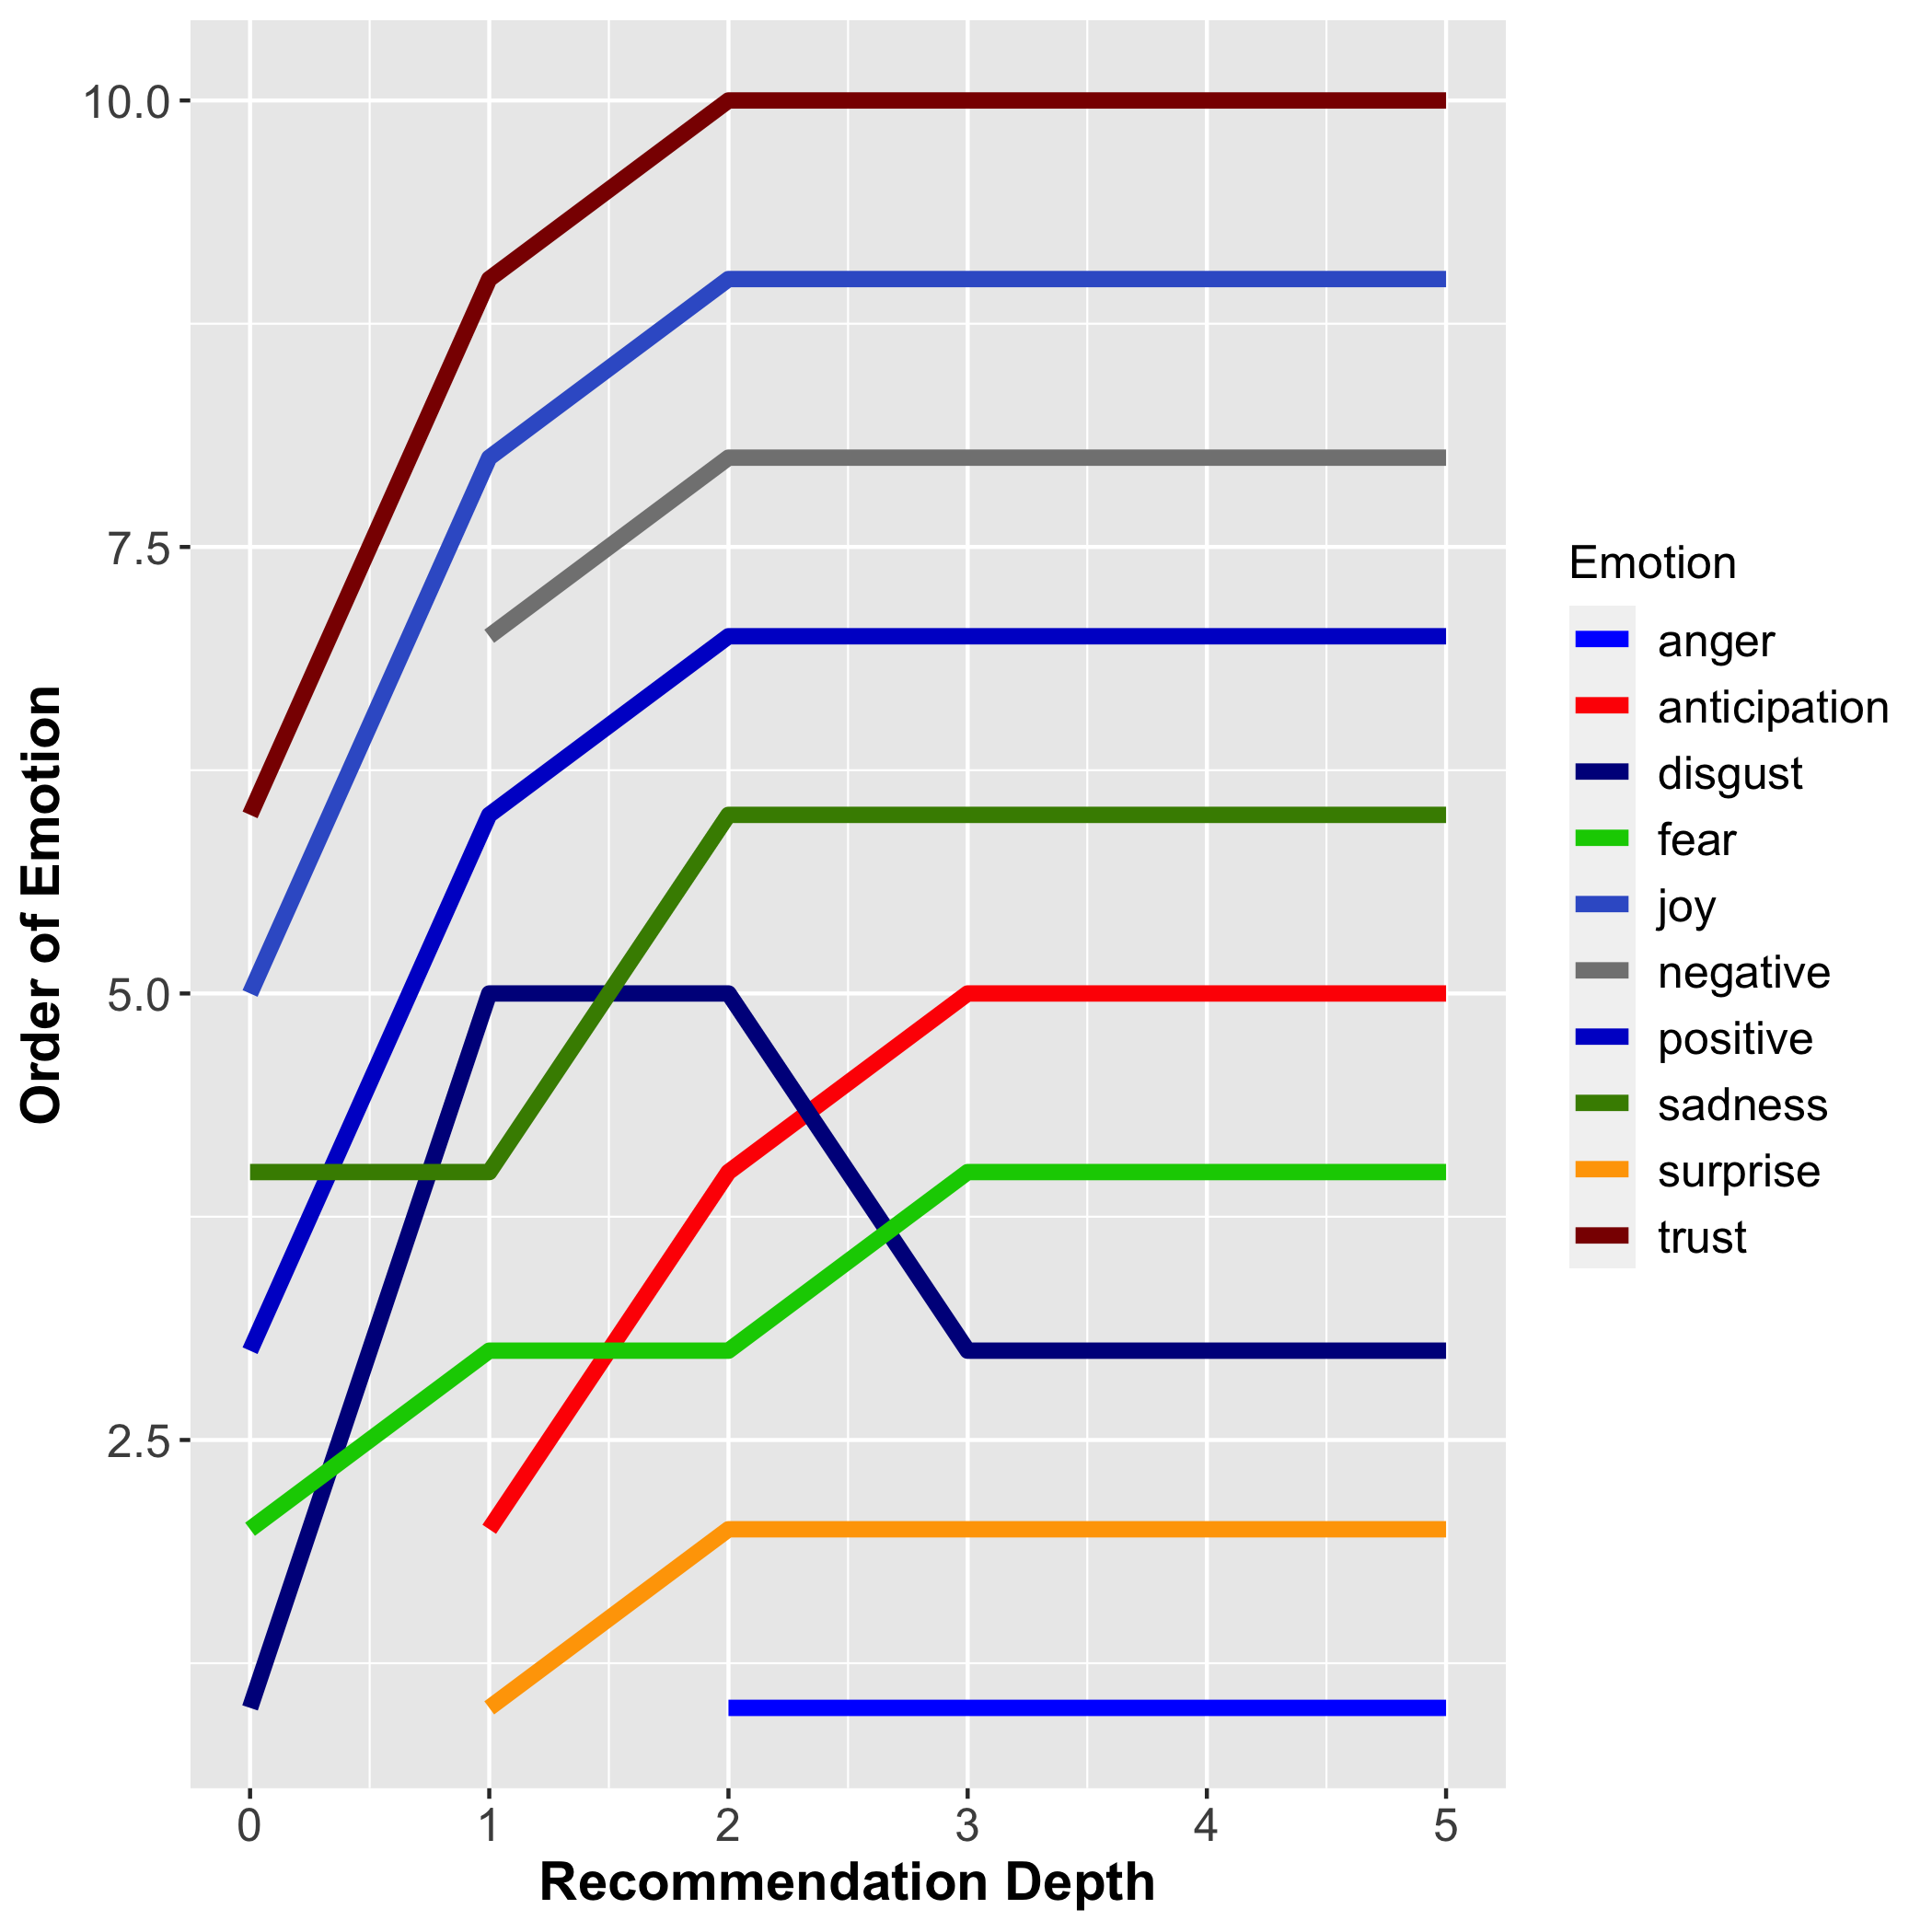 10.0
7.5
5.0
2.5
Order of Emotion
0 1 2 3 4 5
Recommendation Depth
Emotion
anger
anticipation
disgust
fear
joy
negative
positive
sadness
surprise
trust